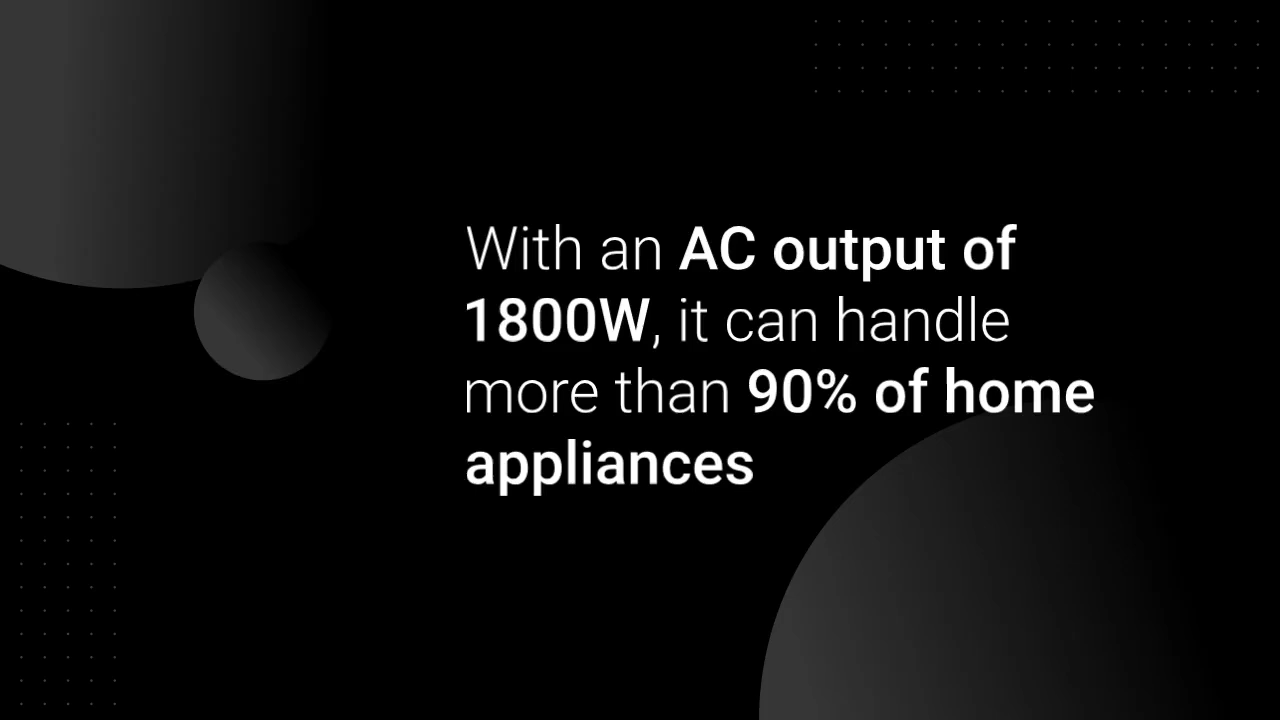 With an AC output of
1800W, it can handle
more than 90% of home
appliances